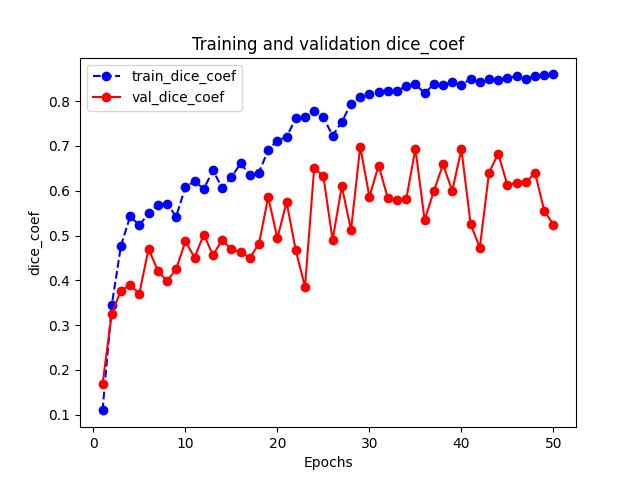 Training and validation dice_coef
train_dice_coef
val_dice_coef
dice_coef
0.8
0.7
0.6
0.5
0.4
0.3
0.2
0.1
0 10 20 30 40 50
Epochs